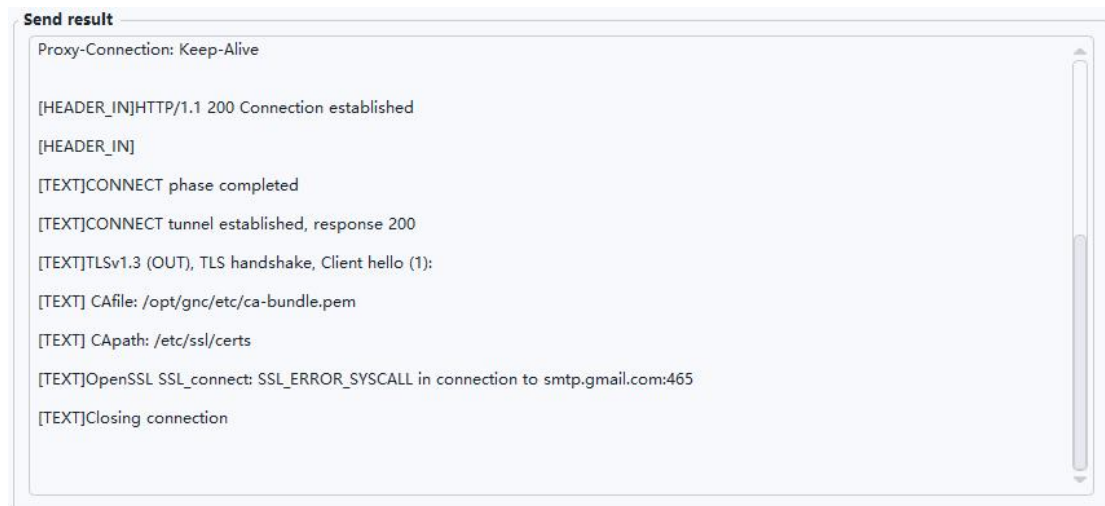 Send result
Proxy-Connection: Keep-Alive
[HEADER_IN]HTTP/1.1 200 Connection established
[HEADER_IN]
[TEXT]CONNECT phase completed
[TEXT]CONNECT tunnel established, response 200
[TEXT]TLSv1.3 (OUT), TLS handshake, Client hello (1):
[TEXT] CAfile: /opt/gnc/etc/ca-bundle.pem
[TEXT] CApath: /etc/ssl/certs
[TEXT]OpenSSL SSL_connect: SSL_ERROR_SYSCALL in connection to smtp.gmail.com:465
[TEXT]Closing connection